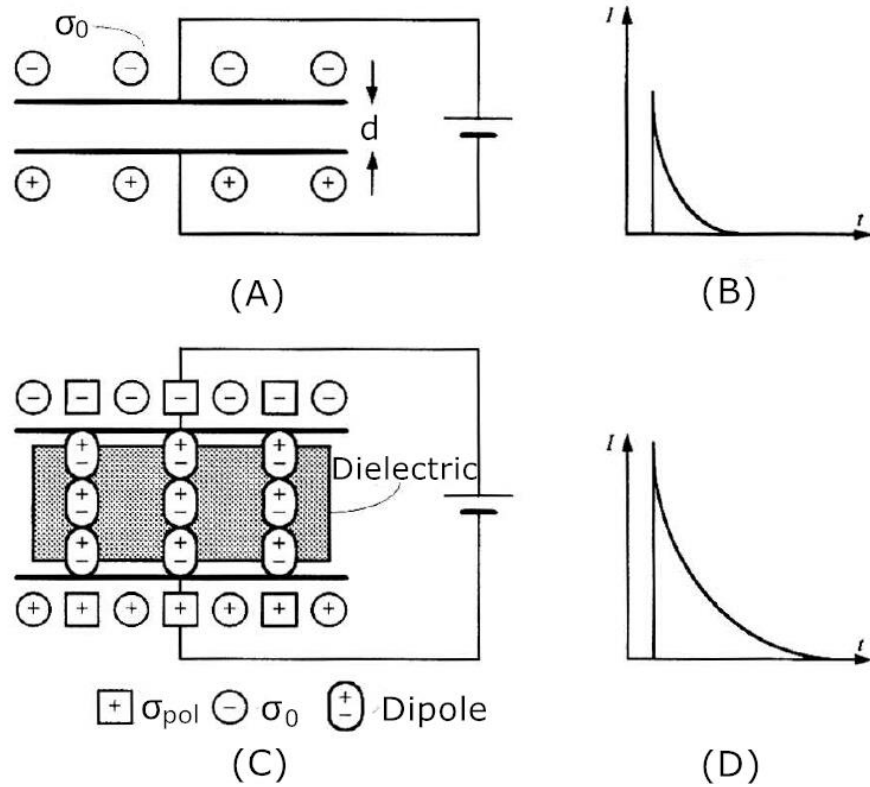 σ₀
d
(A)
I
t
(B)
Dielectric
σpol σ₀ Dipole
(C)
I
t
(D)